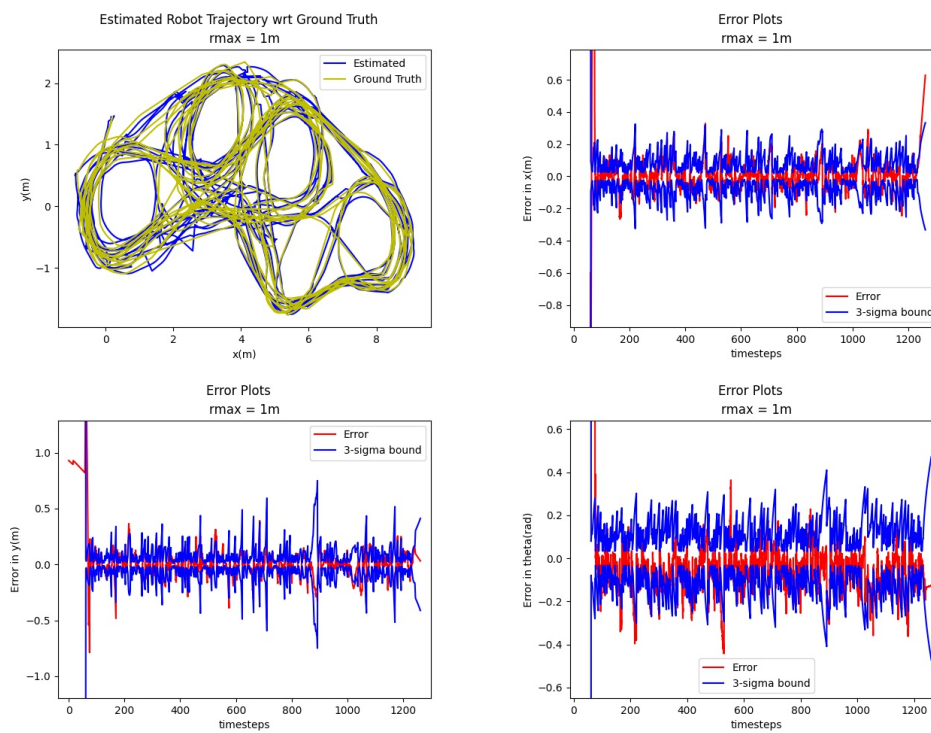 Estimated Robot Trajectory wrt Ground Truth
rmax = 1m
Estimated
Ground Truth
2
1
0
−1
y(m)
0 2 4 6 8
x(m)
Error Plots
rmax = 1m
0.6
0.4
0.2
0.0
−0.2
−0.4
−0.6
−0.8
Error in x(m)
Error
3-sigma bound
0 200 400 600 800 1000 1200
timesteps
Error Plots
rmax = 1m
Error
3-sigma bound
1.0
0.5
0.0
−0.5
−1.0
Error in y(m)
0 200 400 600 800 1000 1200
timesteps
Error Plots
rmax = 1m
0.6
0.4
0.2
0.0
−0.2
−0.4
−0.6
Error in theta(rad)
Error
3-sigma bound
0 200 400 600 800 1000 1200
timesteps